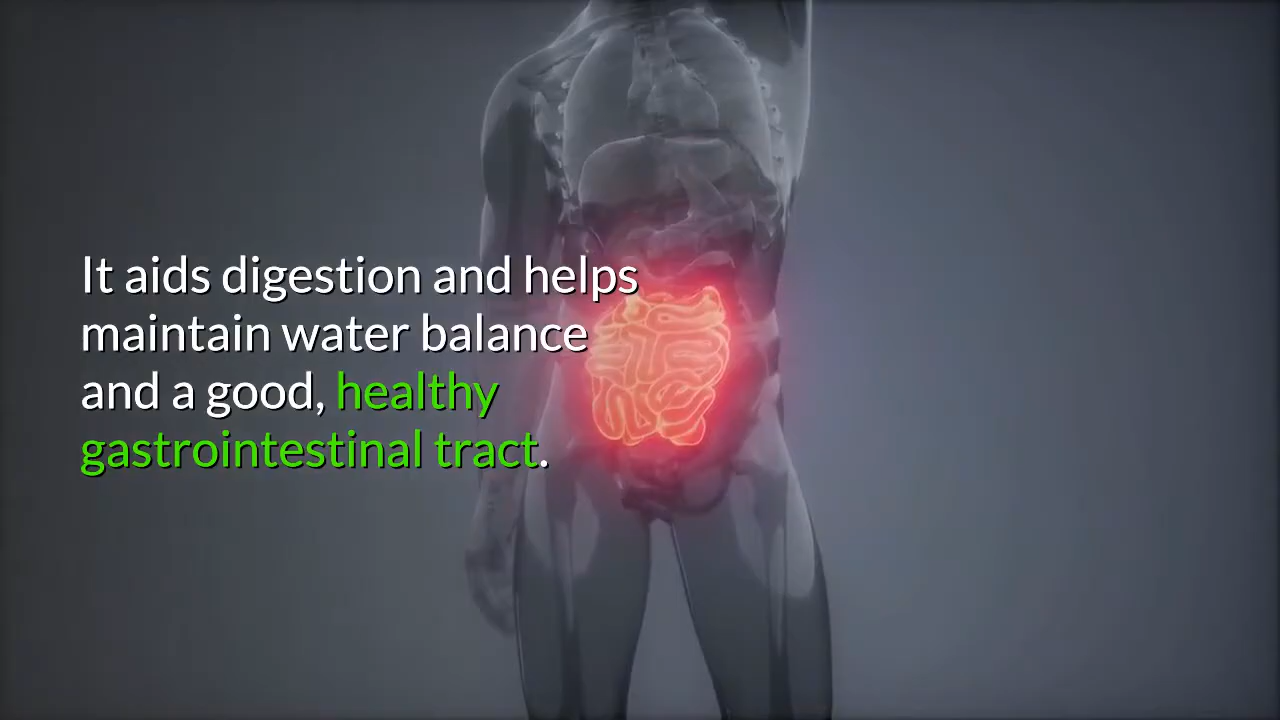 It aids digestion and helps
maintain water balance
and a good, healthy
gastrointestinal tract.